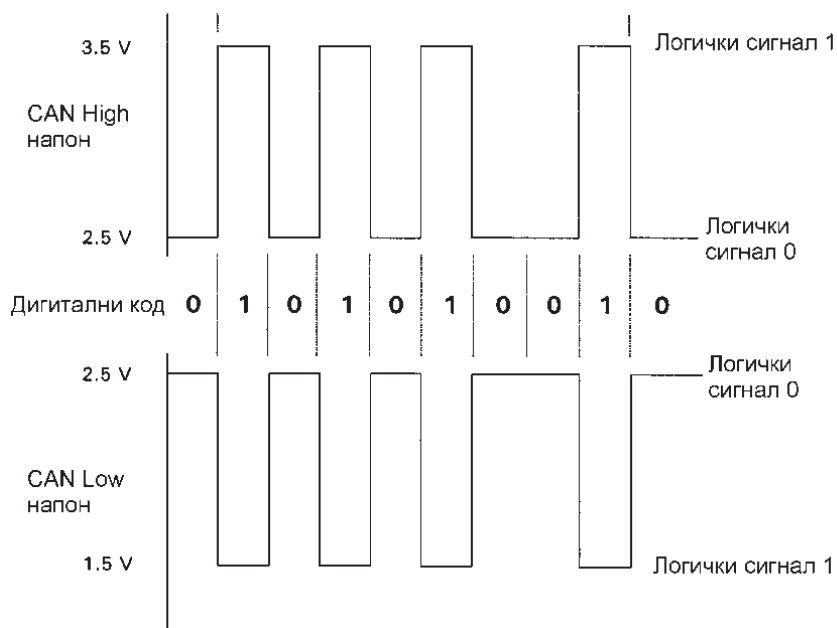 3.5 V
Логички сигнал 1
CAN High
напон
2.5 V
Логички
сигнал 0
Дигитални код 0 1 0 1 0 1 0 0 1 0
2.5 V
Логички
сигнал 0
CAN Low
напон
1.5 V
Логички сигнал 1